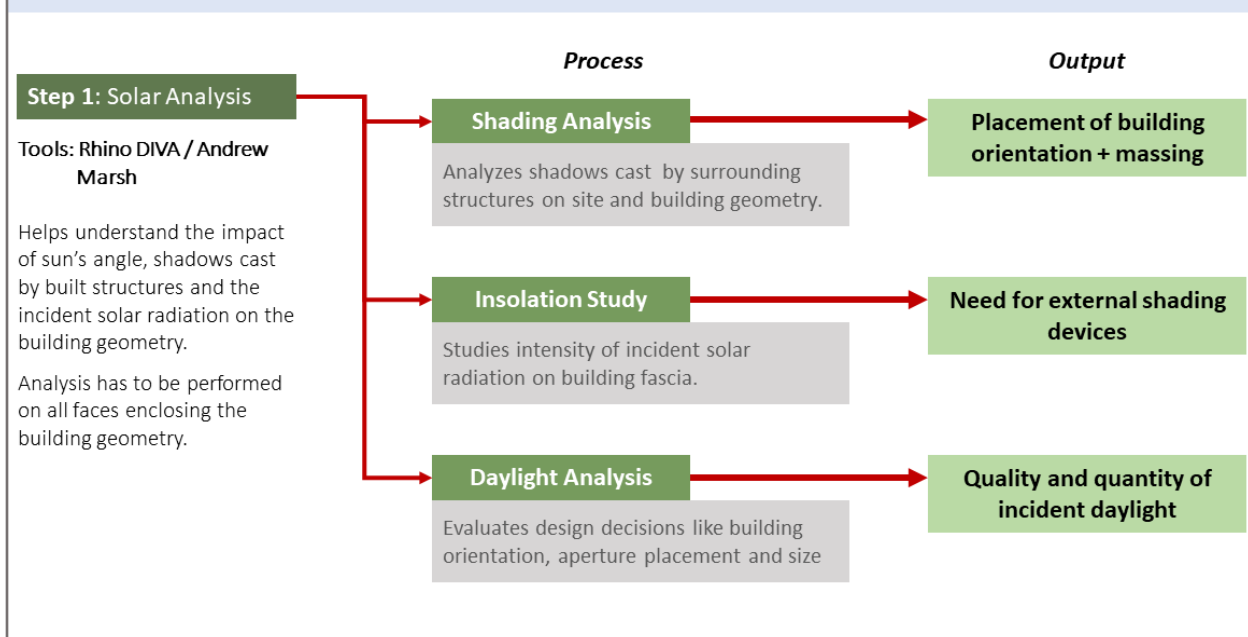 Process
Output
Step 1: Solar Analysis
Tools: Rhino DIVA / Andrew
Marsh
Helps understand the impact
of sun's angle, shadows cast
by built structures and the
incident solar radiation on the
building geometry.
Analysis has to be performed
on all faces enclosing the
building geometry.
Shading Analysis
Analyzes shadows cast by surrounding
structures on site and building geometry.
Placement of building
orientation + massing
Insolation Study
Studies intensity of incident solar
radiation on building fascia.
Need for external shading
devices
Daylight Analysis
Evaluates design decisions like building
orientation, aperture placement and size
Quality and quantity of
incident daylight